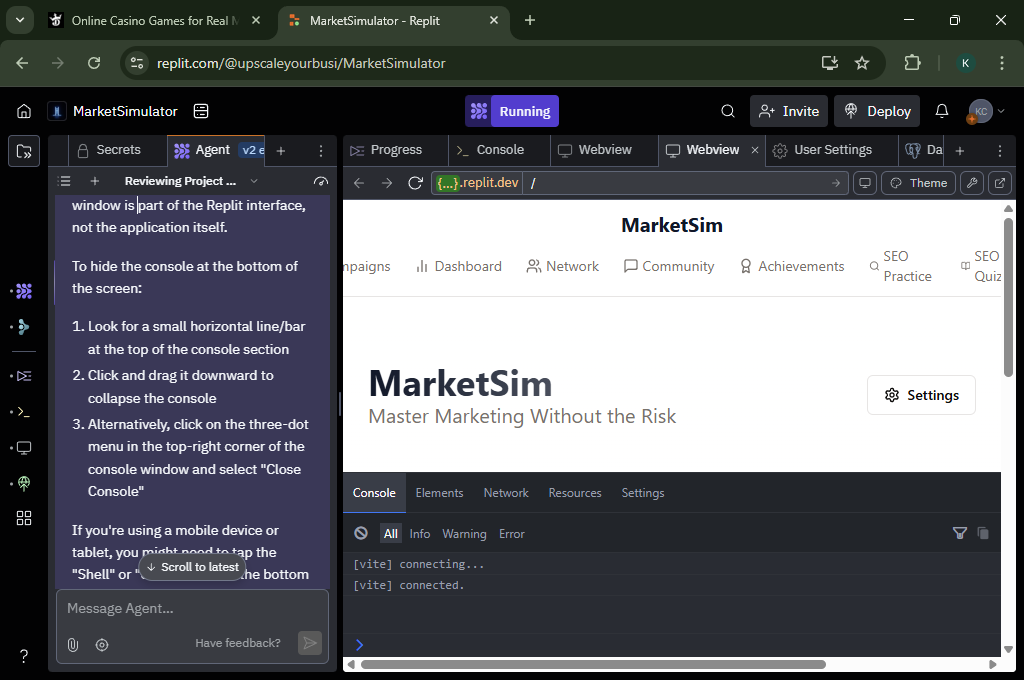 Online Casino Games for Real M
MarketSimulator - Replit
replit.com/@upscaleyourbusi/MarketSimulator
K
MarketSimulator
Running
Invite
Deploy
KC
Secrets
Agent
v2 e
Progress
Console
Webview
Webview
User Settings
Da
Reviewing Project ...
{...}.replit.dev
/
Theme
window is part of the Replit interface,
not the application itself.
To hide the console at the bottom of
the screen:
1. Look for a small horizontal line/bar
at the top of the console section
2. Click and drag it downward to
collapse the console
3. Alternatively, click on the three-dot
menu in the top-right corner of the
console window and select "Close
Console"
If you're using a mobile device or
tablet, you might need to tap the
"Shell" or "
the bottom
Scroll to latest
Message Agent...
Have feedback?
?
MarketSim
mpaigns
Dashboard
Network
Community
Achievements
SEO
Practice
SEO
Quiz
MarketSim
Master Marketing Without the Risk
Settings
Console
Elements
Network
Resources
Settings
All
Info
Warning
Error
[vite] connecting...
[vite] connected.